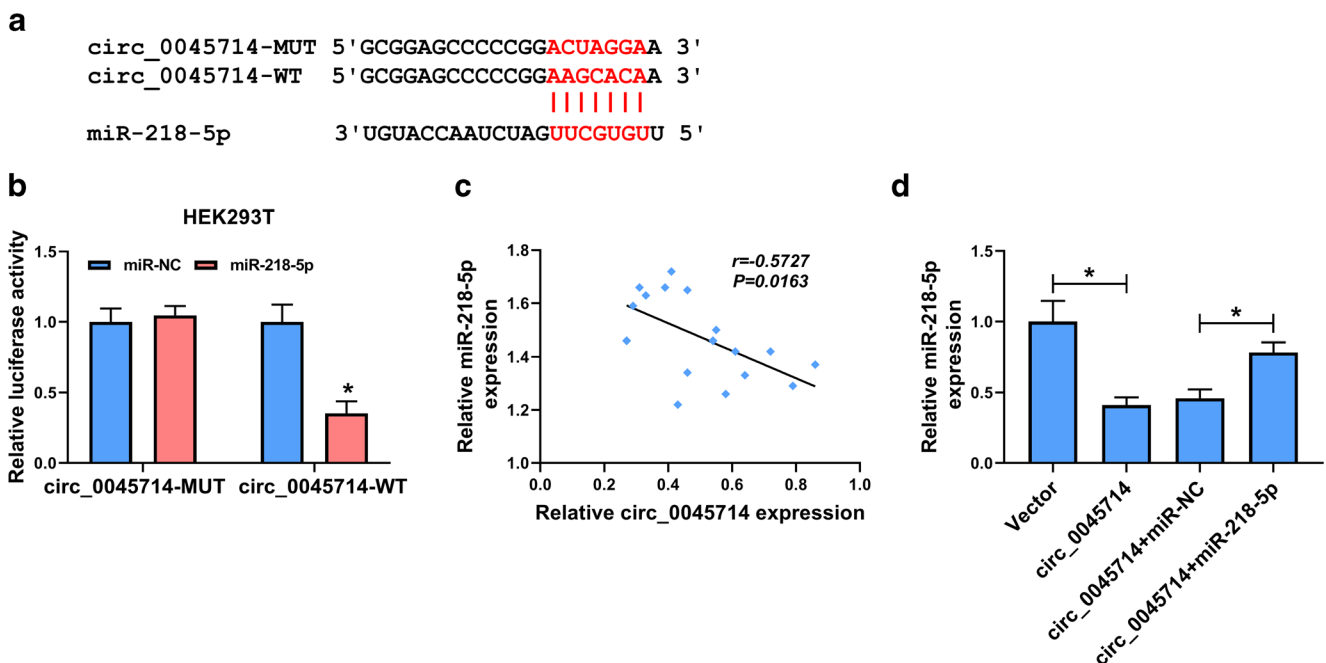 a
circ_0045714-MUT 5'GCGGAGCCCCCGGACUAGGAA 3'
circ_0045714-WT 5'GCGGAGCCCCCGGAAGCACAA 3'
miR-218-5p 3'UGUACCAAUCUAGUUCGUGUU 5'
b
HEK293T
Relative luciferase activity
1.5
1.0
0.5
0.0
miR-NC
miR-218-5p
*
circ_0045714-MUT
circ_0045714-WT
c
Relative miR-218-5p
expression
1.8
1.6
1.4
1.2
1.0
r=-0.5727
P=0.0163
0.0 0.2 0.4 0.6 0.8 1.0
Relative circ_0045714 expression
d
Relative miR-218-5p
expression
1.5
1.0
0.5
0.0
*
*
Vector
circ_0045714
circ_0045714+miR-NC
circ_0045714+miR-218-5p